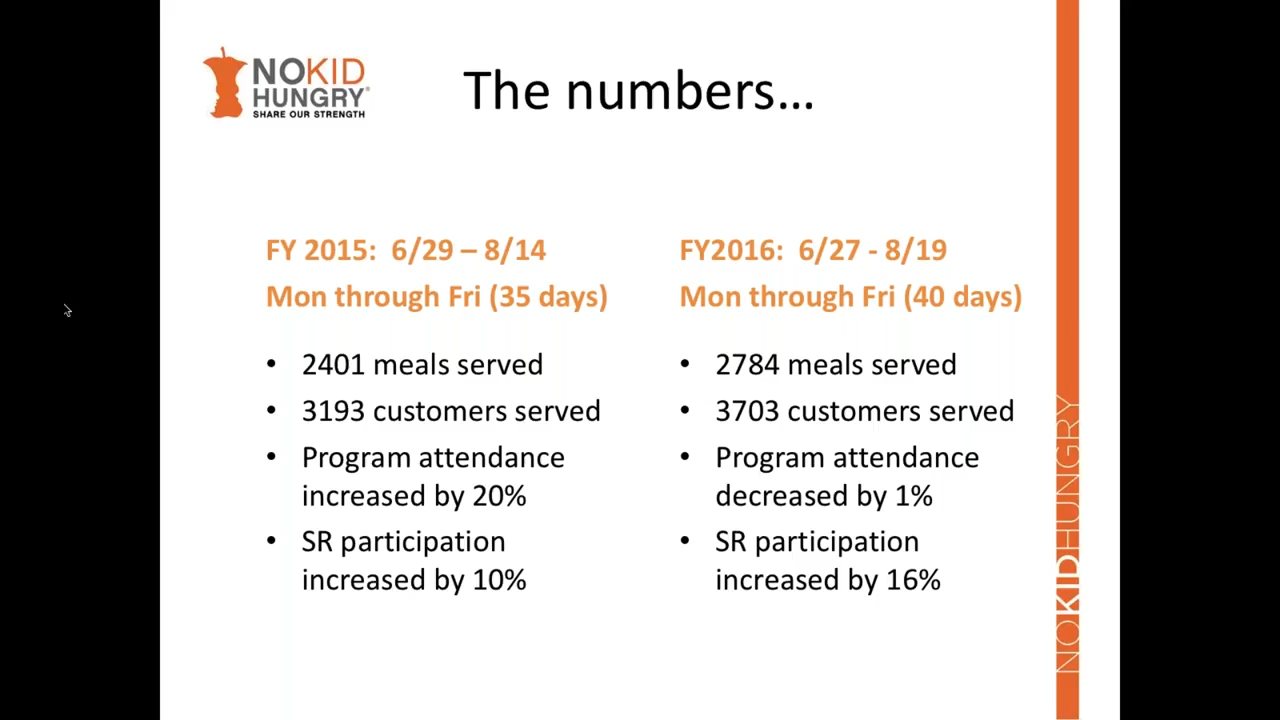 NOKID
HUNGRY®
SHARE OUR STRENGTH
The numbers...
FY 2015:  6/29 – 8/14
Mon through Fri (35 days)
• 2401 meals served
• 3193 customers served
• Program attendance
increased by 20%
• SR participation
increased by 10%
FY2016:  6/27 - 8/19
Mon through Fri (40 days)
• 2784 meals served
• 3703 customers served
• Program attendance
decreased by 1%
• SR participation
increased by 16%
NOKIDHUNGRY